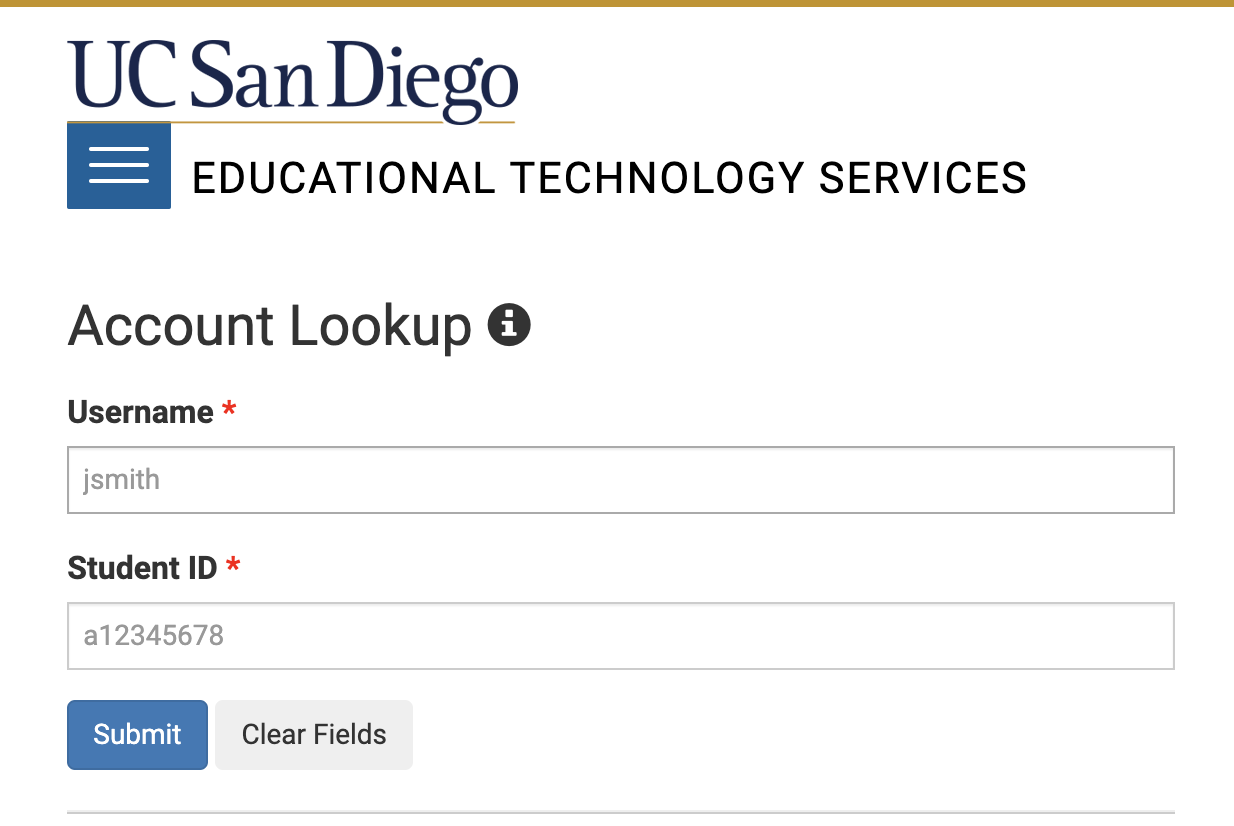 UC San Diego
EDUCATIONAL TECHNOLOGY SERVICES
Account Lookup
Username *
jsmith
Student ID *
a12345678
Submit Clear Fields